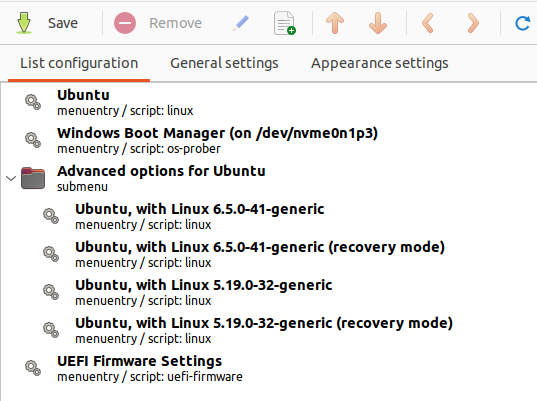 Save Remove
List configuration General settings Appearance settings
Ubuntu
menuentry / script: linux
Windows Boot Manager (on /dev/nvme0n1p3)
menuentry / script: os-prober
Advanced options for Ubuntu
submenu
Ubuntu, with Linux 6.5.0-41-generic
menuentry / script: linux
Ubuntu, with Linux 6.5.0-41-generic (recovery mode)
menuentry / script: linux
Ubuntu, with Linux 5.19.0-32-generic
menuentry / script: linux
Ubuntu, with Linux 5.19.0-32-generic (recovery mode)
menuentry / script: linux
UEFI Firmware Settings
menuentry / script: uefi-firmware